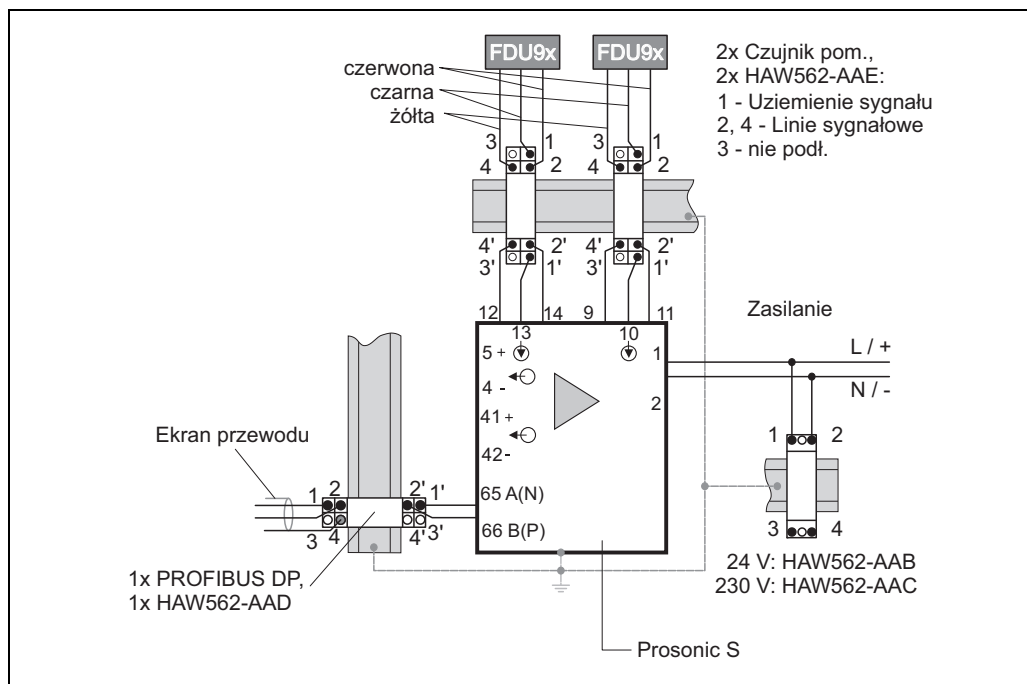 FDU9x FDU9x
czerwona
czarna
żółta
2x Czujnik pom.,
2x HAW562-AAE:
1 - Uziemienie sygnału
2, 4 - Linie sygnałowe
3 - nie podł.
3 1 3 1
4 2 4 2
4' 2' 4' 2'
3' 1' 3' 1'
12 14 9 11
13 10
Zasilanie
5 + 1
L / +
4 - 2
N / -
41 +
42 -
Ekran przewodu
1 2
1 2 2' 1'
65 A(N)
3 4 4' 3'
66 B(P)
3 4
24 V: HAW562-AAB
230 V: HAW562-AAC
1x PROFIBUS DP,
1x HAW562-AAD
Prosonic S